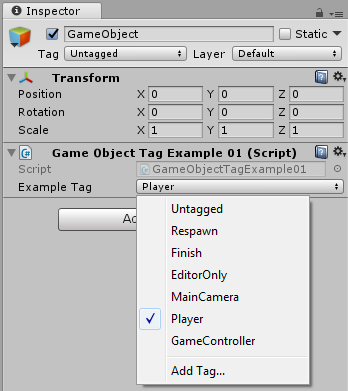 Inspector
GameObject Static
Tag Untagged Layer Default
Transform
Position X 0 Y 0 Z 0
Rotation X 0 Y 0 Z 0
Scale X 1 Y 1 Z 1
Game Object Tag Example 01 (Script)
Script GameObjectTagExample01
Example Tag Player
Untagged
Respawn
Finish
EditorOnly
MainCamera
Player
GameController
Add Tag...